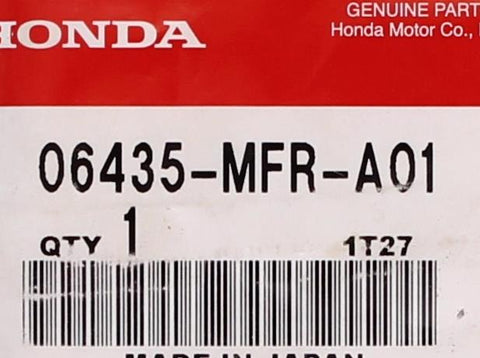 HONDA
GENUINE PART
Honda Motor Co.,
06435-MFR-A01
QTY 1
1T27
MADE IN JAPAN